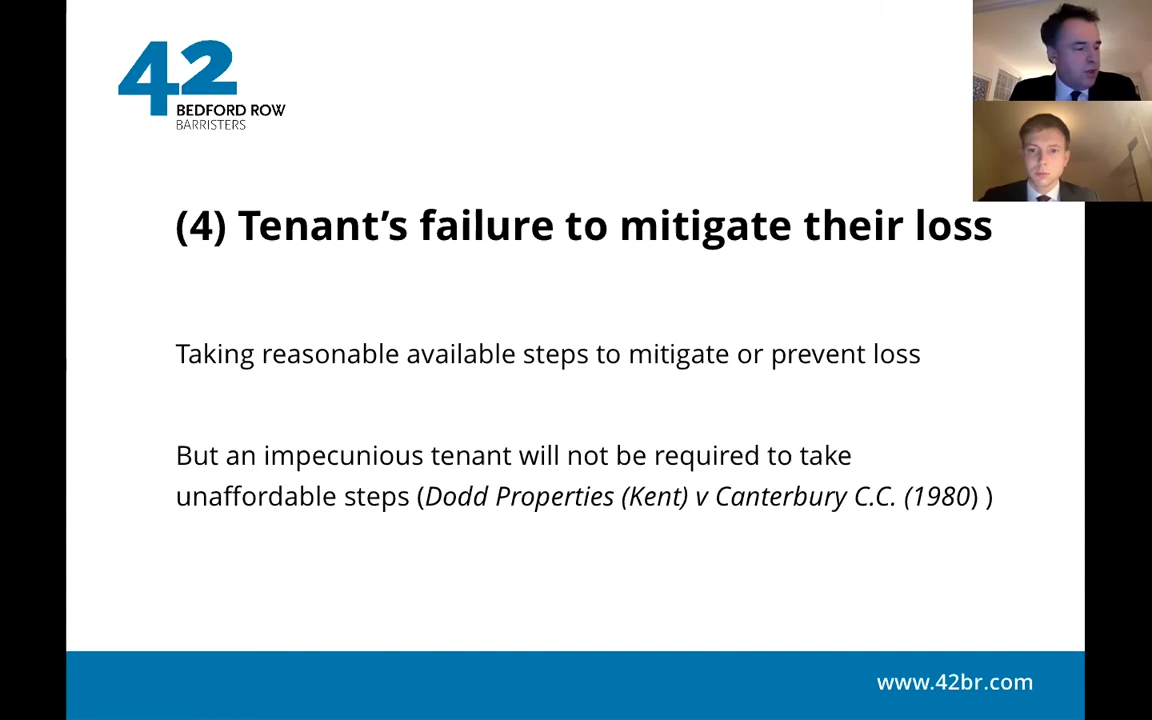 42
BEDFORD ROW
BARRISTERS
(4) Tenant’s failure to mitigate their loss
Taking reasonable available steps to mitigate or prevent loss
But an impecunious tenant will not be required to take
unaffordable steps (Dodd Properties (Kent) v Canterbury C.C. (1980) )
www.42br.com